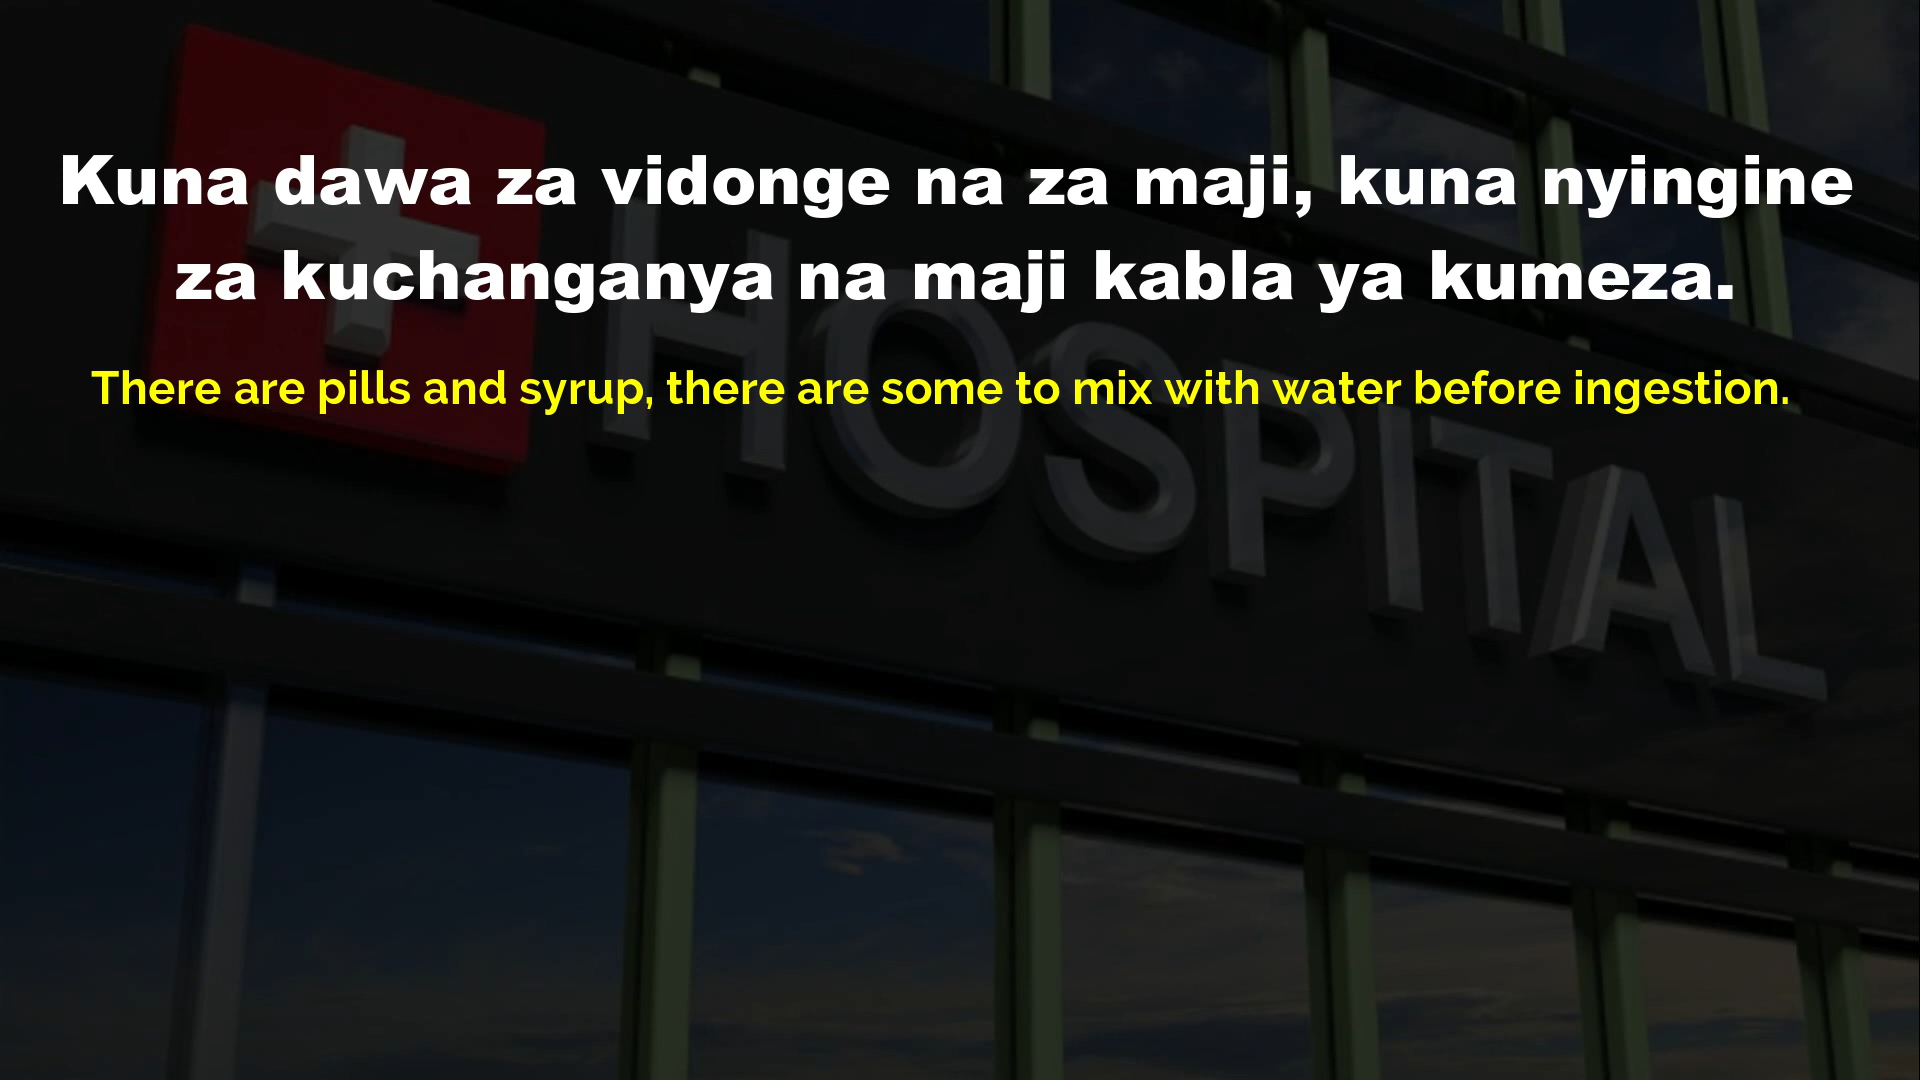 Kuna dawa za vidonge na za maji, kuna nyingine
za kuchanganya na maji kabla ya kumeza.
There are pills and syrup, there are some to mix with water before ingestion.
HOSPITAL